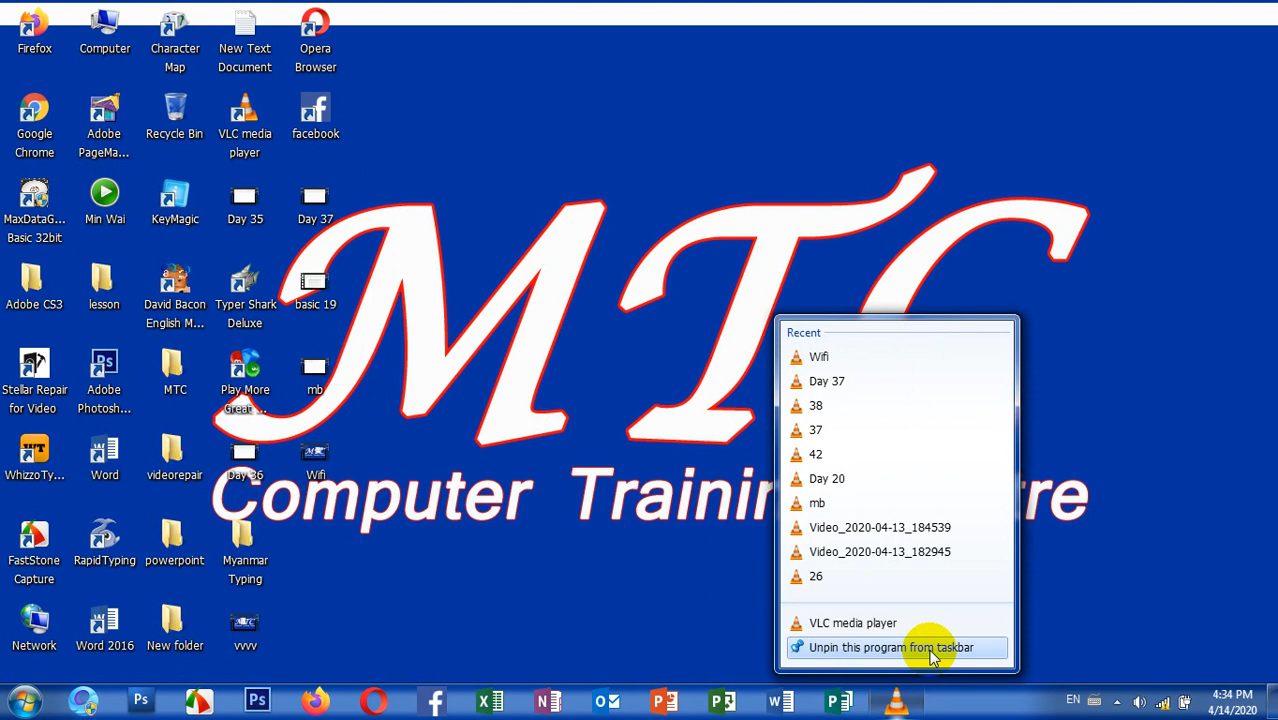 Firefox
Computer
Character
Map
New Text
Document
Opera
Browser
Google
Chrome
Adobe
PageMa...
Recycle Bin
VLC media
player
facebook
MaxDataG...
Basic 32bit
Min Wai
KeyMagic
Day 35
Day 37
Adobe CS3
lesson
David Bacon
English M...
Typer Shark
Deluxe
basic 19
Stellar Repair
for Video
Adobe
Photosh...
MTC
Play More
Great ...
mb
WhizzoTy...
Word
videorepair
Day 36
Wifi
FastStone
Capture
RapidTyping
powerpoint
Myanmar
Typing
Network
Word 2016
New folder
vvvv
MTC
Computer Trainin re
Recent
Wifi
Day 37
38
37
42
Day 20
mb
Video_2020-04-13_184539
Video_2020-04-13_182945
26
VLC media player
Unpin this program from taskbar
EN
4:34 PM
4/14/2020